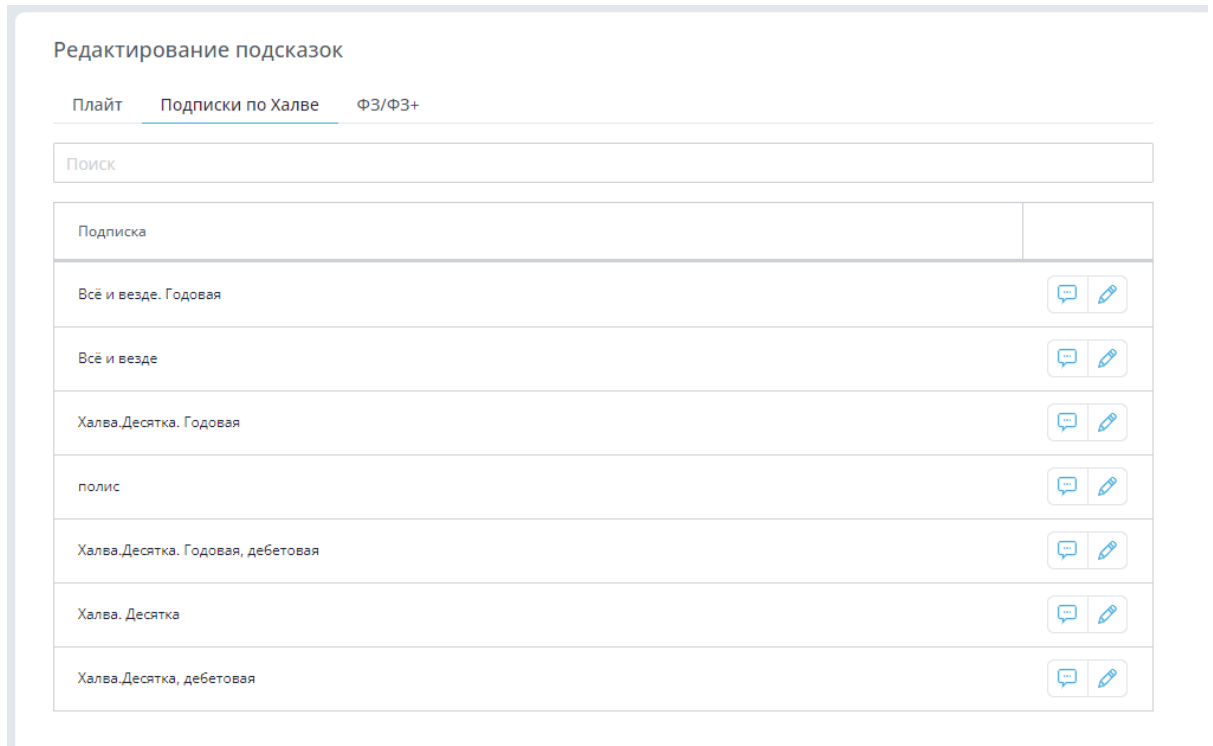 Редактирование подсказок
Плайт Подписки по Халве ФЗ/ФЗ+
Поиск
Подписка
Всё и везде. Годовая
Всё и везде
Халва.Десятка. Годовая
полис
Халва.Десятка. Годовая, дебетовая
Халва. Десятка
Халва.Десятка, дебетовая